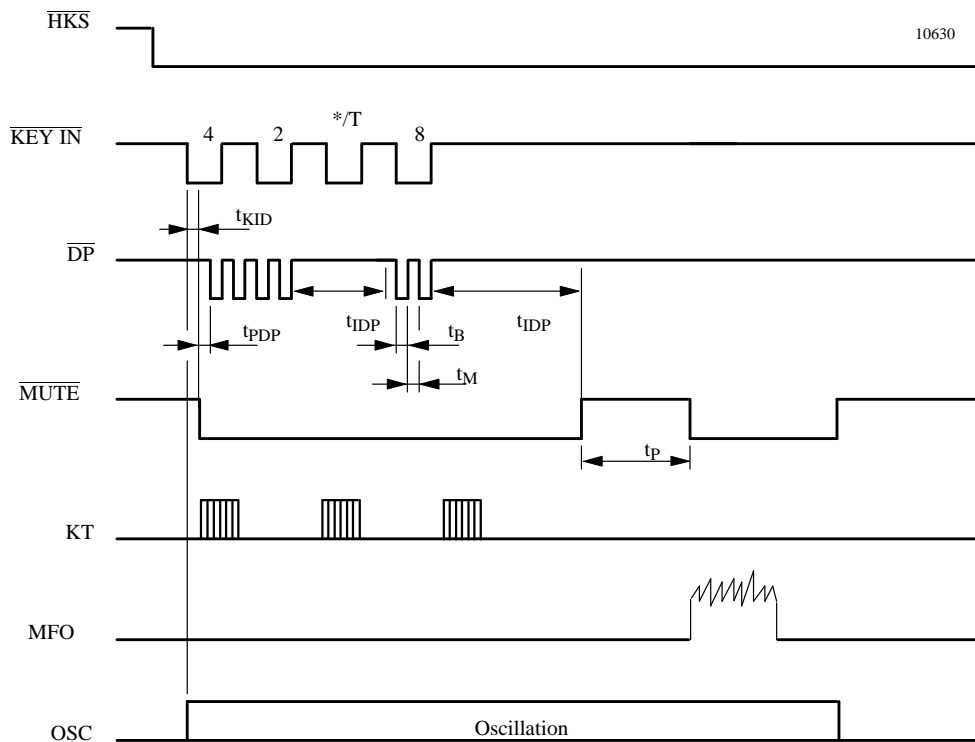 HKS
10630
KEY IN
4
2
*/T
8
tKID
DP
tPDP
tIDP
tB
tIDP
tM
MUTE
tP
KT
MFO
OSC
Oscillation